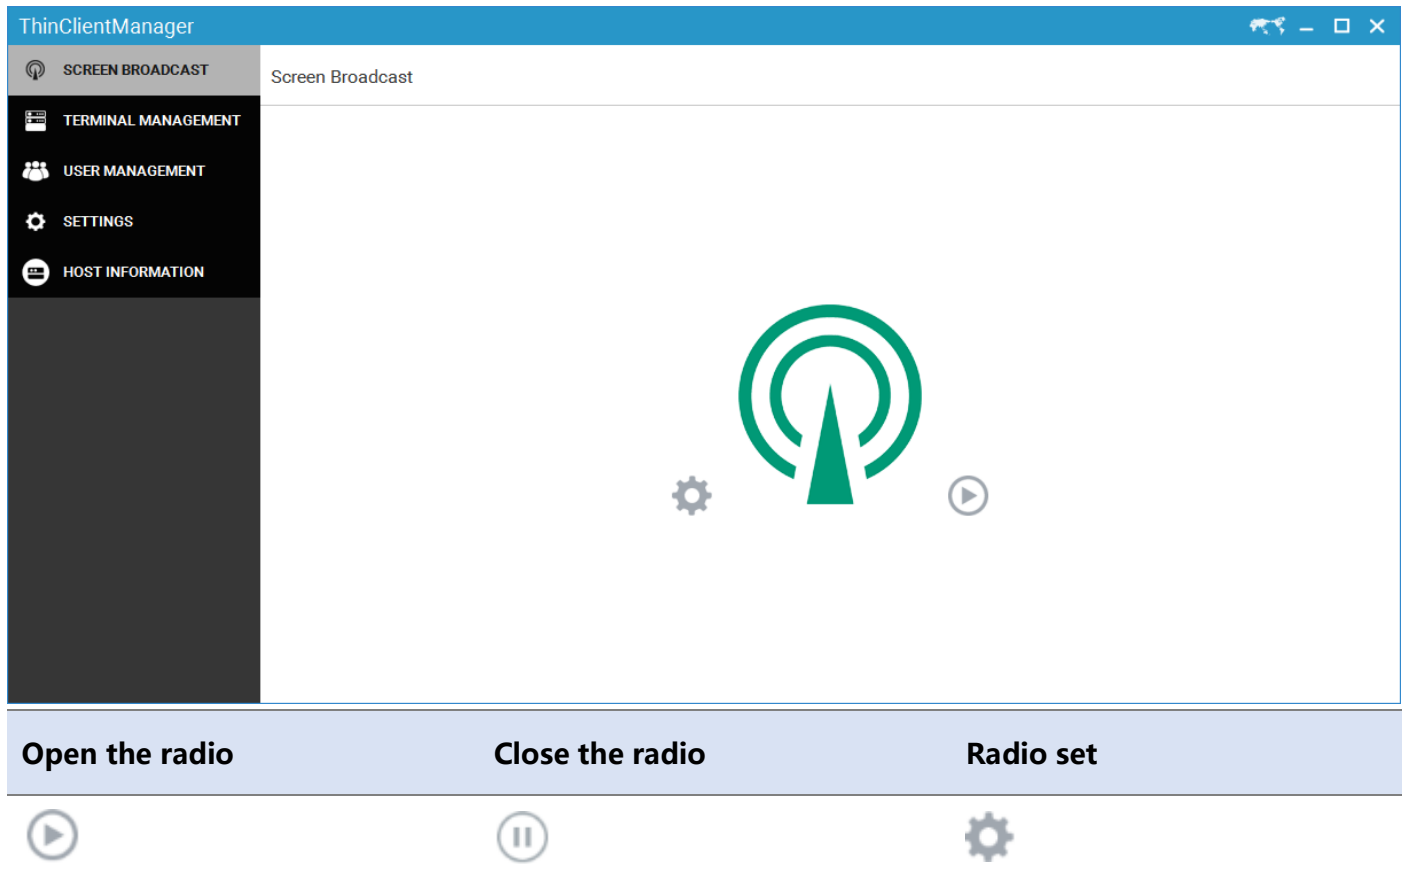 ThinClientManager
SCREEN BROADCAST
TERMINAL MANAGEMENT
USER MANAGEMENT
SETTINGS
HOST INFORMATION
Screen Broadcast
Open the radio
Close the radio
Radio set